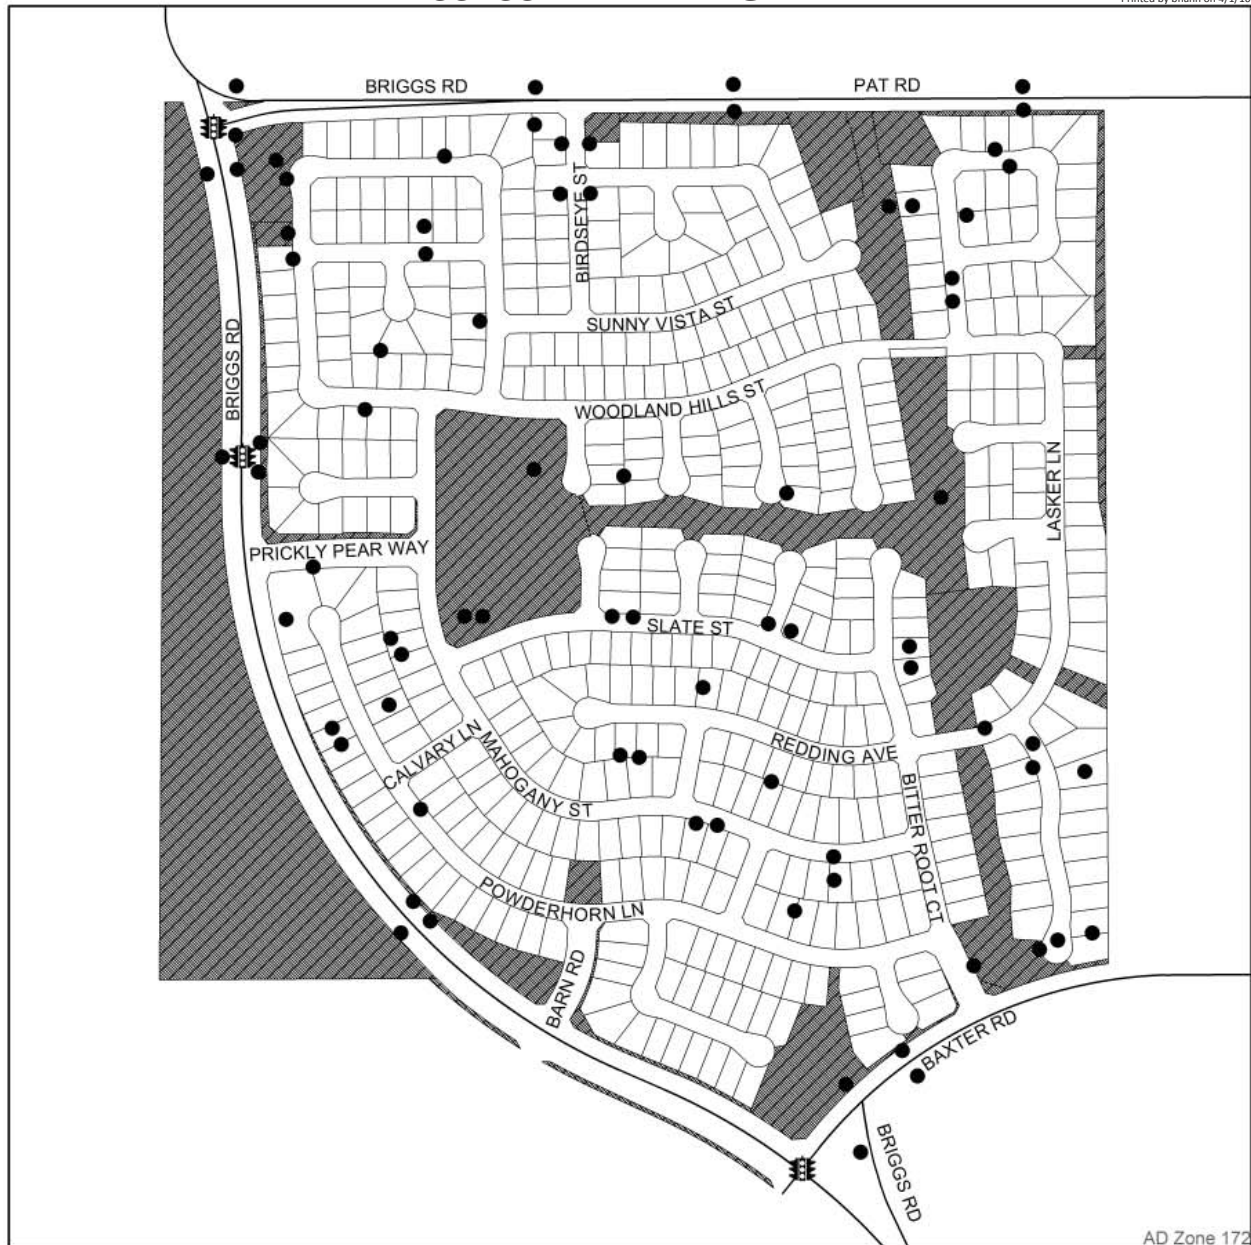 BRIGGS RD
PAT RD
BIRDSEYE ST
SUNNY VISTA ST
BRIGGS RD
WOODLAND HILLS ST
LASKER LN
PRICKLY PEAR WAY
SLATE ST
CALVARY LN
MAHOGANY ST
REDDING AVE
BITTER ROOT CT
POWDERHORN LN
BARN RD
BAXTER RD
BRIGGS RD
AD Zone 172